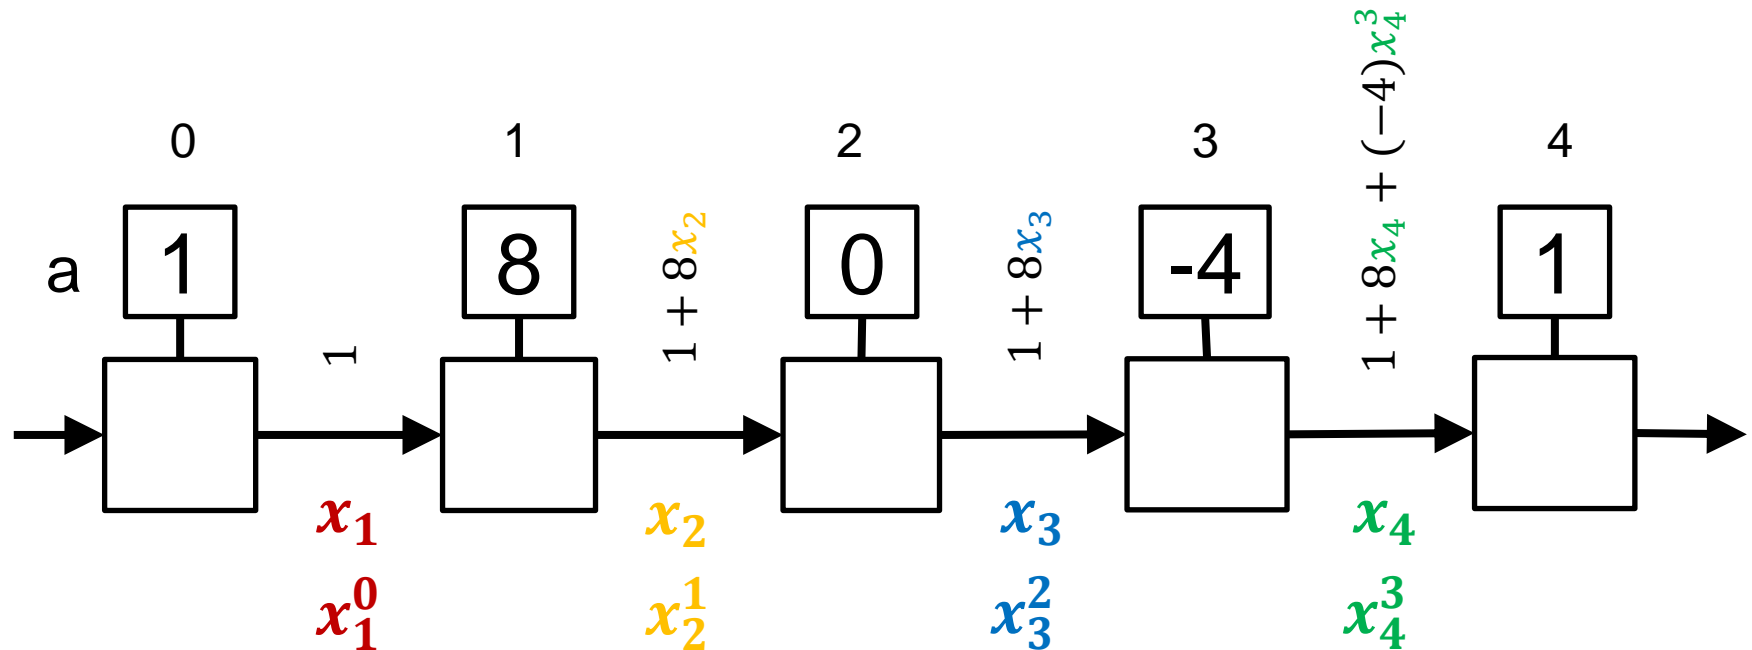 0 1 2 3 4
a 1 8 0 -4 1
1
1 + 8x₂
1 + 8x₃
1 + 8x₄ + (−4)x₄³
x₁ x₂ x₃ x₄
x₁⁰ x₂¹ x₃² x₄³